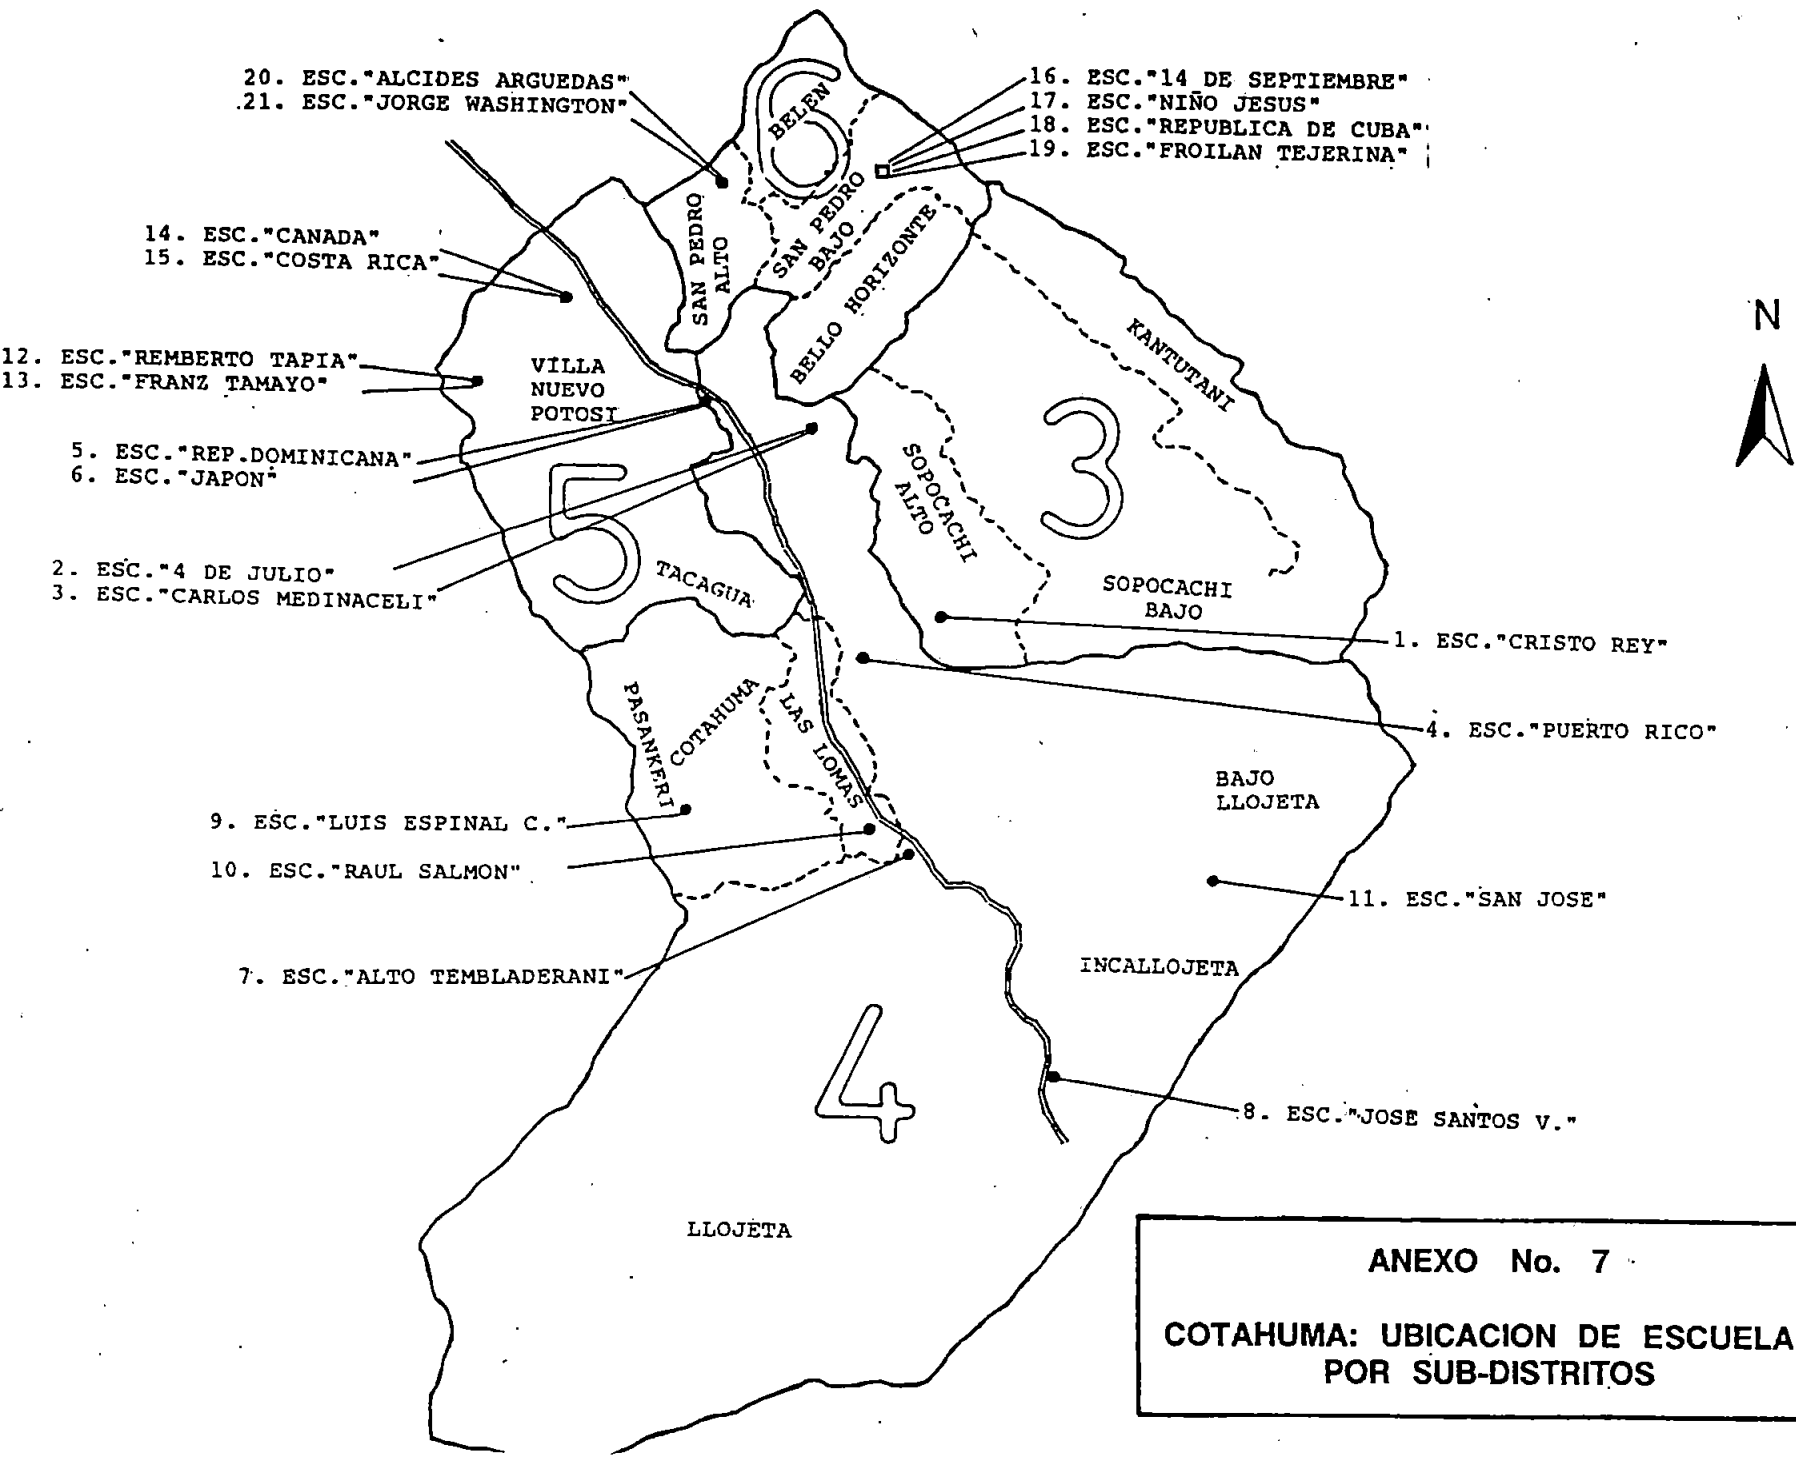 20. ESC."ALCIDES ARGUEDAS"
21. ESC."JORGE WASHINGTON"
16. ESC."14 DE SEPTIEMBRE"
17. ESC."NIÑO JESUS"
18. ESC."REPUBLICA DE CUBA"
19. ESC."FROILAN TEJERINA"
6
BELEN
SAN PEDRO
ALTO
SAN PEDRO
BAJO
BELLO HORIZONTE
14. ESC."CANADA"
15. ESC."COSTA RICA"
N
KANTUTANI
12. ESC."REMBERTO TAPIA"
13. ESC."FRANZ TAMAYO"
VILLA
NUEVO
POTOSI
5. ESC."REP.DOMINICANA"
6. ESC."JAPON"
5
3
SOPOCACHI
ALTO
2. ESC."4 DE JULIO"
3. ESC."CARLOS MEDINACELI"
TACAGUA
SOPOCACHI
BAJO
1. ESC."CRISTO REY"
PASANKERI
COTAHUMA
LAS LOMAS
4. ESC."PUERTO RICO"
BAJO
LLOJETA
9. ESC."LUIS ESPINAL C."
10. ESC."RAUL SALMON"
11. ESC."SAN JOSE"
7. ESC."ALTO TEMBLADERANI"
INCALLOJETA
4
8. ESC."JOSE SANTOS V."
LLOJETA
ANEXO No. 7
COTAHUMA: UBICACION DE ESCUELA
POR SUB-DISTRITOS